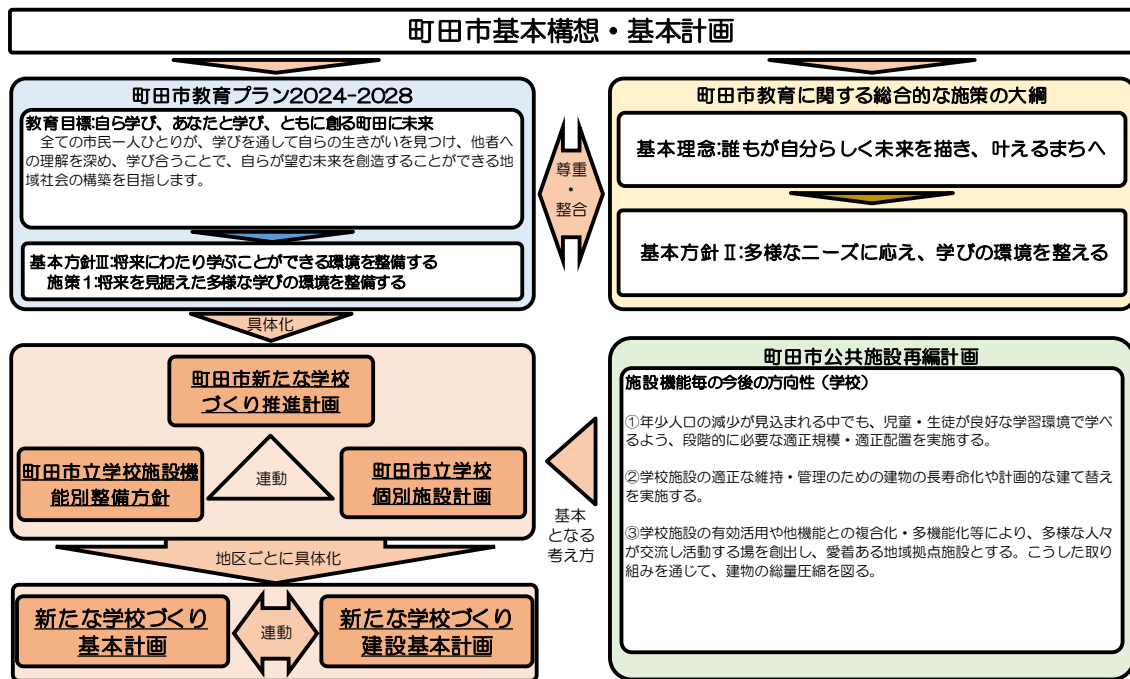 町田市基本構想・基本計画
町田市教育プラン2024-2028
教育目標:自ら学び、あなたと学び、ともに創る町田に未来
全ての市民一人ひとりが、学びを通して自らの生きがいを見つけ、他者へ
の理解を深め、学び合うことで、自らが望む未来を創造することができる地
域社会の構築を目指します。
基本方針Ⅲ:将来にわたり学ぶことができる環境を整備する
施策1:将来を見据えた多様な学びの環境を整備する
尊重
・
整合
町田市教育に関する総合的な施策の大綱
基本理念:誰もが自分らしく未来を描き、叶えるまちへ
基本方針Ⅱ:多様なニーズに応え、学びの環境を整える
具体化
町田市新たな学校
づくり推進計画
町田市立学校施設機
能別整備方針
連動
町田市立学校
個別施設計画
基本
となる
考え方
町田市公共施設再編計画
施設機能毎の今後の方向性（学校）
①年少人口の減少が見込まれる中でも、児童・生徒が良好な学習環境で学べ
るよう、段階的に必要な適正規模・適正配置を実施する。
②学校施設の適正な維持・管理のための建物の長寿命化や計画的な建て替え
を実施する。
③学校施設の有効活用や他機能との複合化・多機能化等により、多様な人々
が交流し活動する場を創出し、愛着ある地域拠点施設とする。こうした取り
組みを通じて、建物の総量圧縮を図る。
地区ごとに具体化
新たな学校づくり
基本計画
連動
新たな学校づくり
建設基本計画